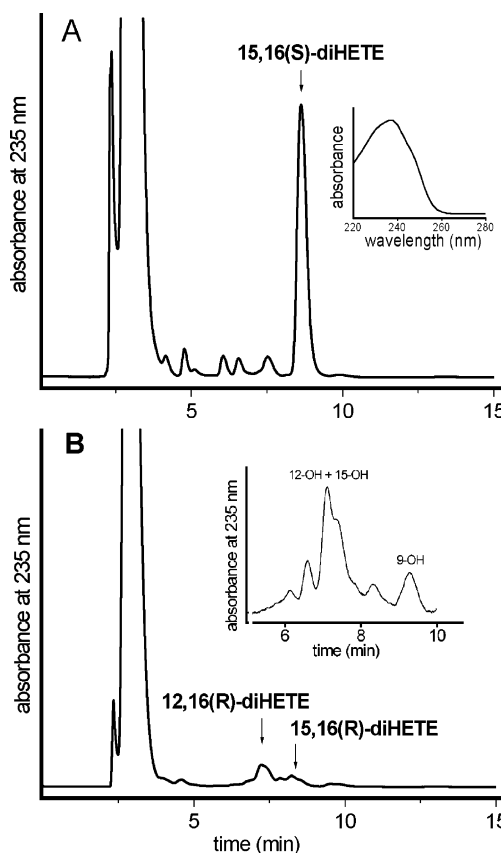 A
15,16(S)-diHETE
absorbance at 235 nm
absorbance
220 240 260 280
wavelength (nm)
5 10 15
B
12-OH + 15-OH
9-OH
absorbance at 235 nm
6 8 10
time (min)
absorbance at 235 nm
12,16(R)-diHETE
15,16(R)-diHETE
5 10 15
time (min)